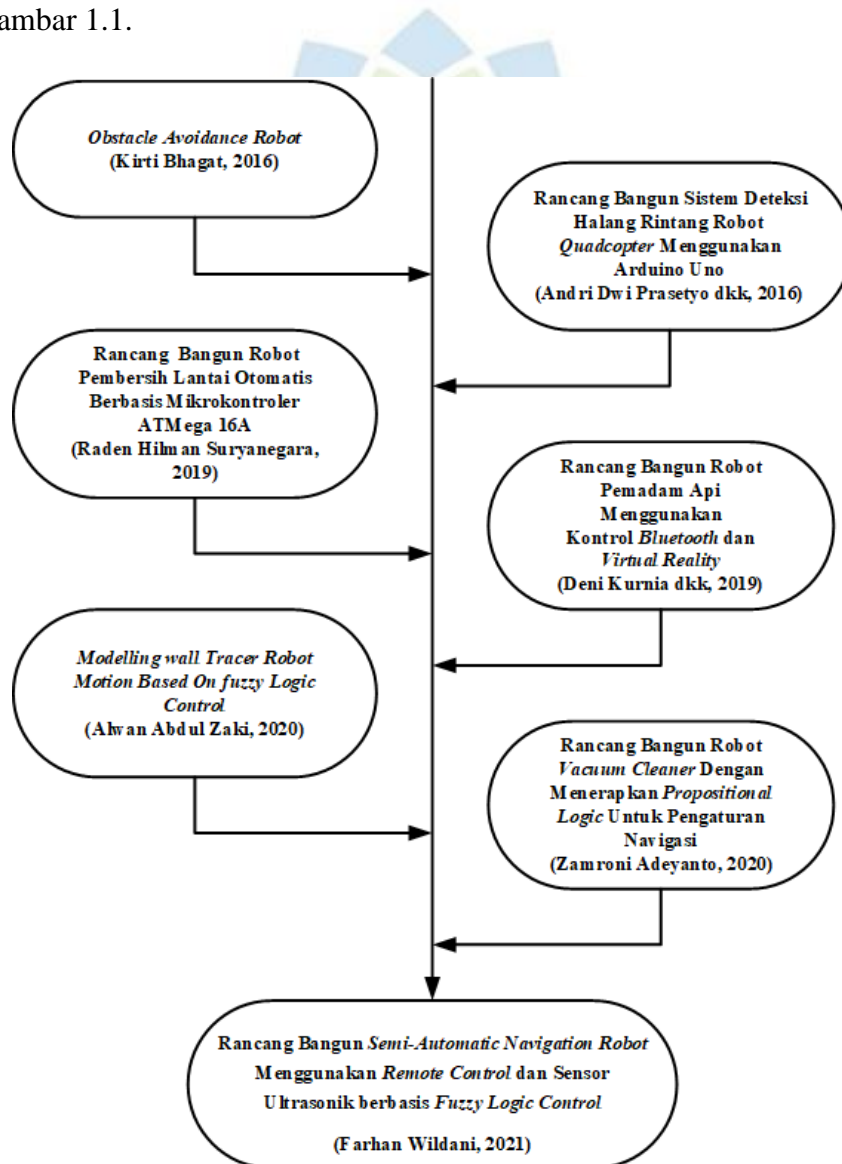 ambar 1.1.
Obstacle Avoidance Robot
(Kirti Bhagat, 2016)
Rancang Bangun Sistem Deteksi
Halang Rintang Robot
Quadcopter Menggunakan
Arduino Uno
(Andri Dwi Prasetyo dkk, 2016)
Rancang Bangun Robot
Pembersih Lantai Otomatis
Berbasis Mikrokontroler
ATMega 16A
(Raden Hilman Suryanegara,
2019)
Rancang Bangun Robot
Pemadam Api
Menggunakan
Kontrol Bluetooth dan
Virtual Reality
(Deni Kurnia dkk, 2019)
Modelling wall Tracer Robot
Motion Based On fuzzy Logic
Control
(Alwan Abdul Zaki, 2020)
Rancang Bangun Robot
Vacuum Cleaner Dengan
Menerapkan Propositional
Logic Untuk Pengaturan
Navigasi
(Zamroni Adeyanto, 2020)
Rancang Bangun Semi-Automatic Navigation Robot
Menggunakan Remote Control dan Sensor
Ultrasonik berbasis Fuzzy Logic Control
(Farhan Wildani, 2021)